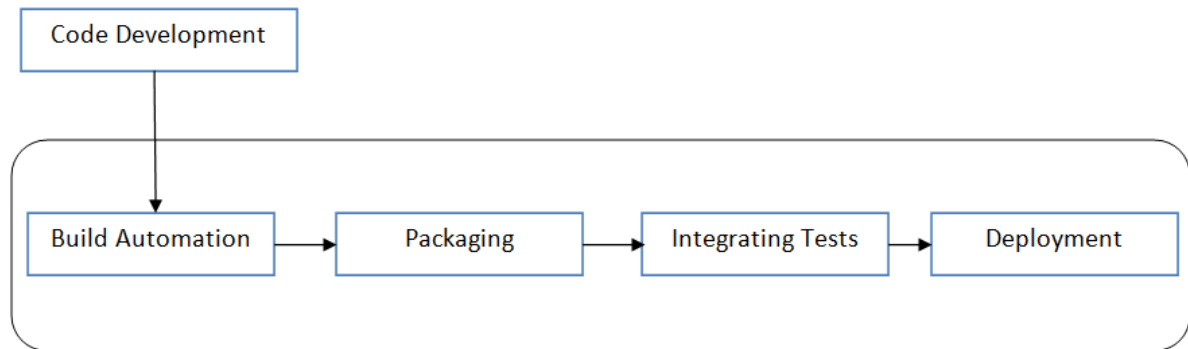 Code Development
Build Automation
Packaging
Integrating Tests
Deployment